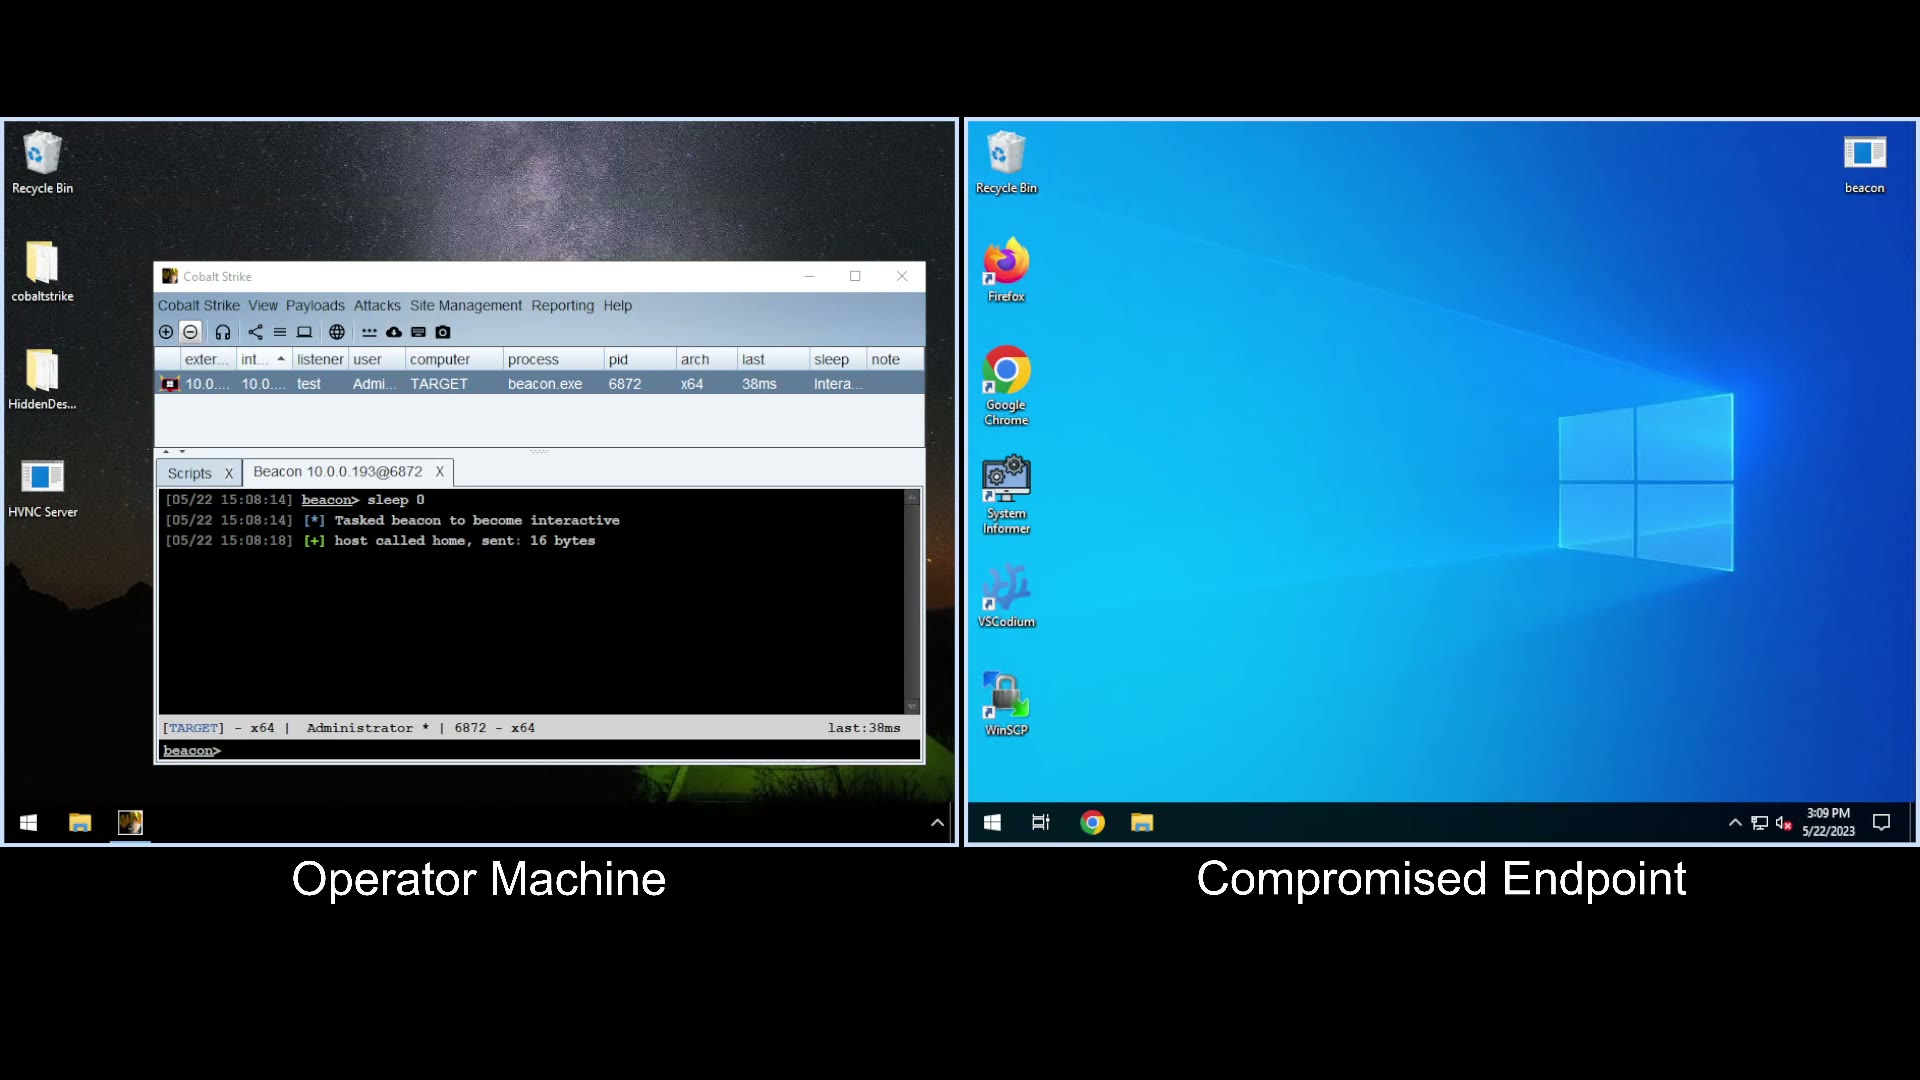 Recycle Bin
cobaltstrike
HiddenDes...
HVNC Server
Cobalt Strike
Cobalt Strike View Payloads Attacks Site Management Reporting Help
exter... int... listener user computer process pid arch last sleep note
10.0.... 10.0.... test Admi... TARGET beacon.exe 6872 x64 38ms Intera...
Scripts X Beacon 10.0.0.193@6872 X
[05/22 15:08:14] beacon> sleep 0
[05/22 15:08:14] [*] Tasked beacon to become interactive
[05/22 15:08:18] [+] host called home, sent: 16 bytes
[TARGET] - x64 | Administrator * | 6872 - x64 last:38ms
beacon>
Operator Machine
Recycle Bin
beacon
Firefox
Google
Chrome
System
Informer
VSCodium
WinSCP
3:09 PM
5/22/2023
Compromised Endpoint